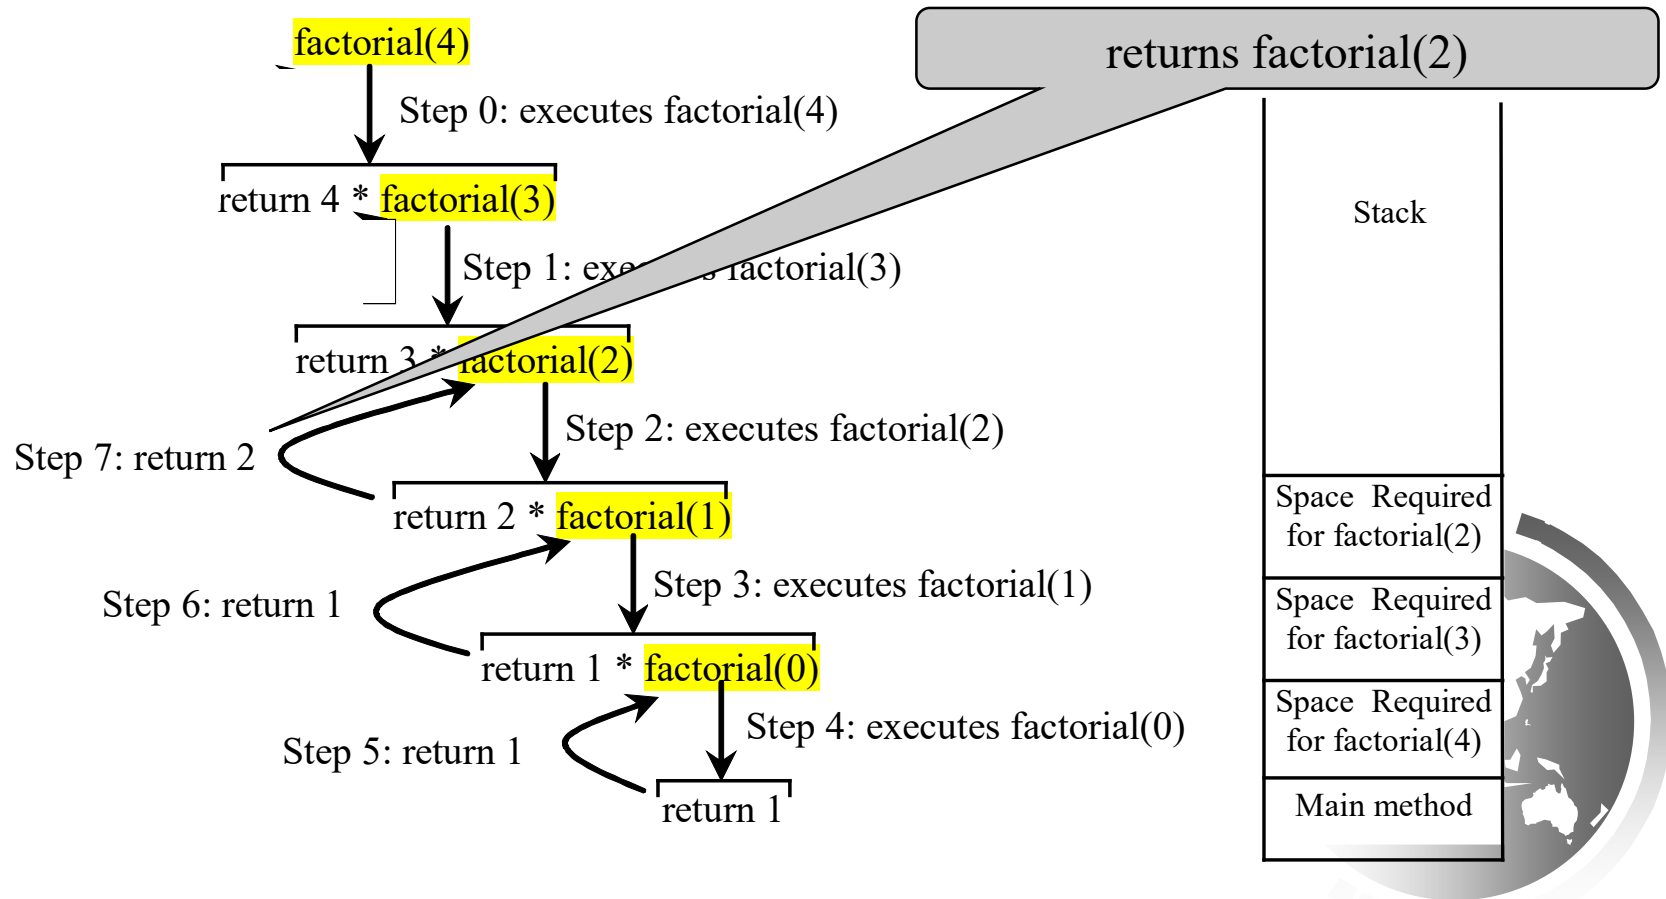 factorial(4)
returns factorial(2)
Step 0: executes factorial(4)
return 4 * factorial(3)
Stack
Step 1: exe s factorial(3)
return 3 * factorial(2)
Step 2: executes factorial(2)
Step 7: return 2
return 2 * factorial(1)
Space Required
for factorial(2)
Step 3: executes factorial(1)
Step 6: return 1
Space Required
for factorial(3)
return 1 * factorial(0)
Space Required
for factorial(4)
Step 4: executes factorial(0)
Step 5: return 1
return 1
Main method